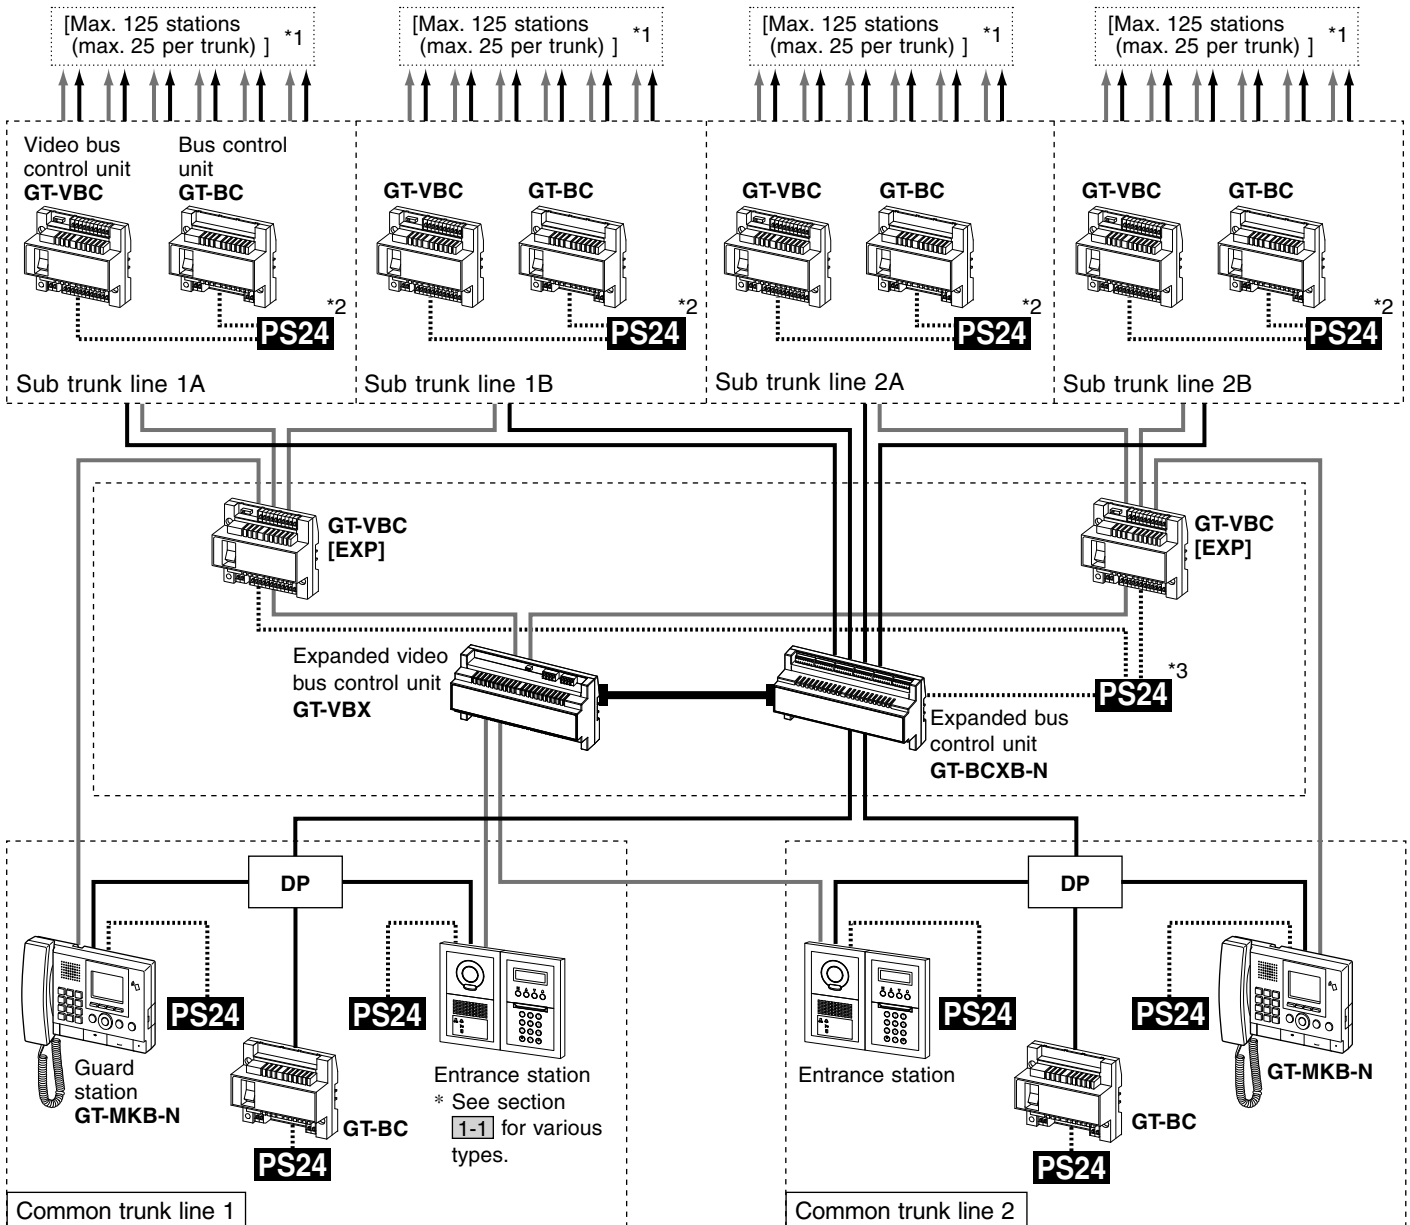 [Max. 125 stations
(max. 25 per trunk) ] *1
[Max. 125 stations
(max. 25 per trunk) ] *1
[Max. 125 stations
(max. 25 per trunk) ] *1
[Max. 125 stations
(max. 25 per trunk) ] *1
Video bus
control unit
GT-VBC
Bus control
unit
GT-BC
*2
PS24
Sub trunk line 1A
GT-VBC
GT-BC
*2
PS24
Sub trunk line 1B
GT-VBC
GT-BC
*2
PS24
Sub trunk line 2A
GT-VBC
GT-BC
*2
PS24
Sub trunk line 2B
GT-VBC
[EXP]
GT-VBC
[EXP]
Expanded video
bus control unit
GT-VBX
*3
PS24
Expanded bus
control unit
GT-BCXB-N
DP
PS24
PS24
Guard
station
GT-MKB-N
GT-BC
PS24
Entrance station
* See section
1-1 for various
types.
Common trunk line 1
DP
PS24
PS24
Entrance station
GT-MKB-N
GT-BC
PS24
Common trunk line 2